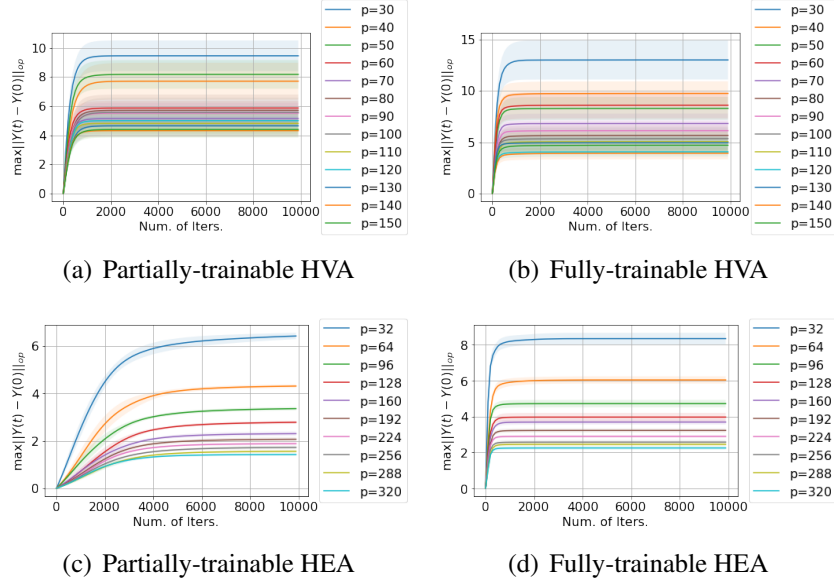 max||Y(t) − Y(0)||op
10
8
6
4
2
0
0 2000 4000 6000 8000 10000
Num. of Iters.
p=30
p=40
p=50
p=60
p=70
p=80
p=90
p=100
p=110
p=120
p=130
p=140
p=150
(a) Partially-trainable HVA
max||Y(t) − Y(0)||op
15
10
5
0
0 2000 4000 6000 8000 10000
Num. of Iters.
p=30
p=40
p=50
p=60
p=70
p=80
p=90
p=100
p=110
p=120
p=130
p=140
p=150
(b) Fully-trainable HVA
max||Y(t) − Y(0)||op
6
4
2
0
0 2000 4000 6000 8000 10000
Num. of Iters.
p=32
p=64
p=96
p=128
p=160
p=192
p=224
p=256
p=288
p=320
(c) Partially-trainable HEA
max||Y(t) − Y(0)||op
8
6
4
2
0
0 2000 4000 6000 8000 10000
Num. of Iters.
p=32
p=64
p=96
p=128
p=160
p=192
p=224
p=256
p=288
p=320
(d) Fully-trainable HEA